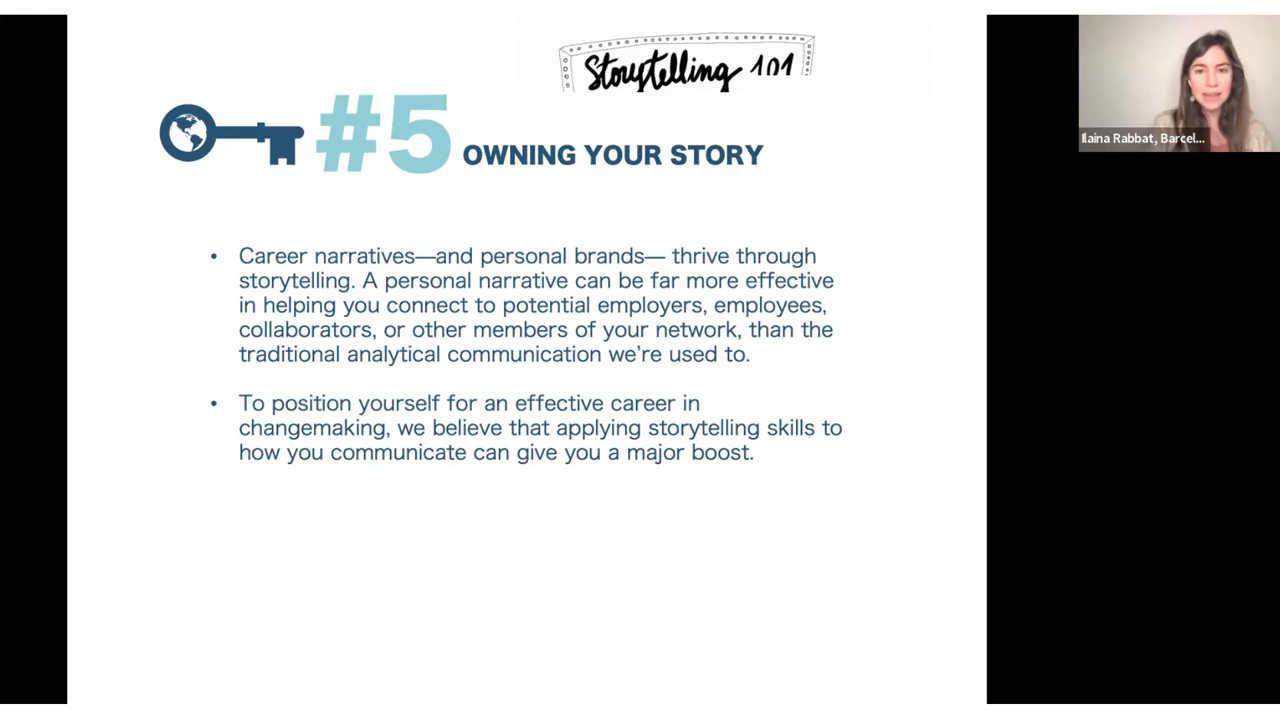 Storytelling 101
#5 OWNING YOUR STORY
• Career narratives—and personal brands— thrive through
storytelling. A personal narrative can be far more effective
in helping you connect to potential employers, employees,
collaborators, or other members of your network, than the
traditional analytical communication we're used to.
• To position yourself for an effective career in
changemaking, we believe that applying storytelling skills to
how you communicate can give you a major boost.
Ilaina Rabbat, Barcel...